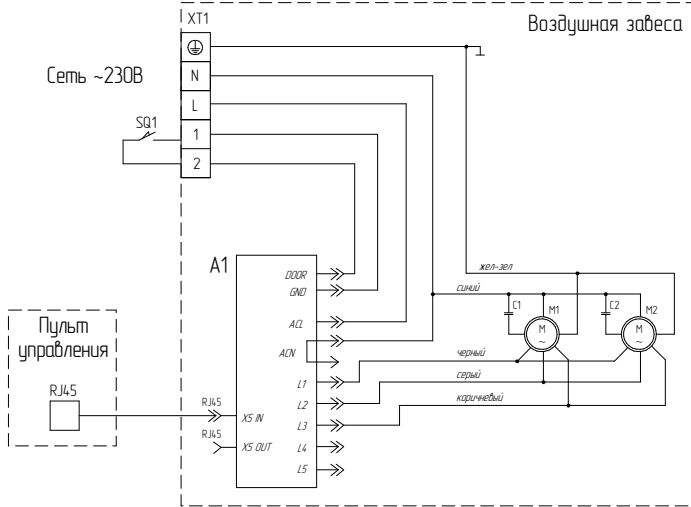 XT1
Воздушная завеса
Сеть ~230В
N
L
SQ1
1
2
A1
DOOR
GND
ACL
ACN
L1
L2
L3
L4
L5
X5 IN
X5 OUT
RJ45
RJ45
Пульт
управления
RJ45
жел-зел
синий
C1
M1
C2
M2
M
~
M
~
черный
серый
коричневый